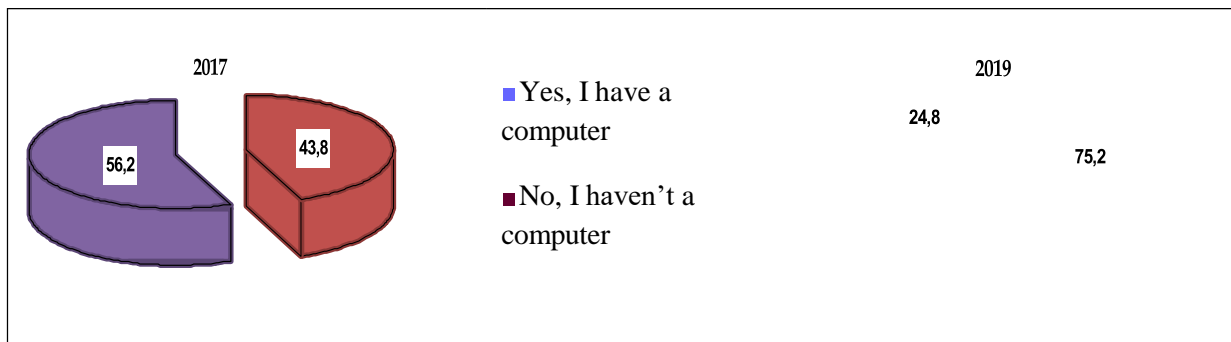 2017
56,2
43,8
Yes, I have a
computer
No, I haven’t a
computer
2019
24,8
75,2